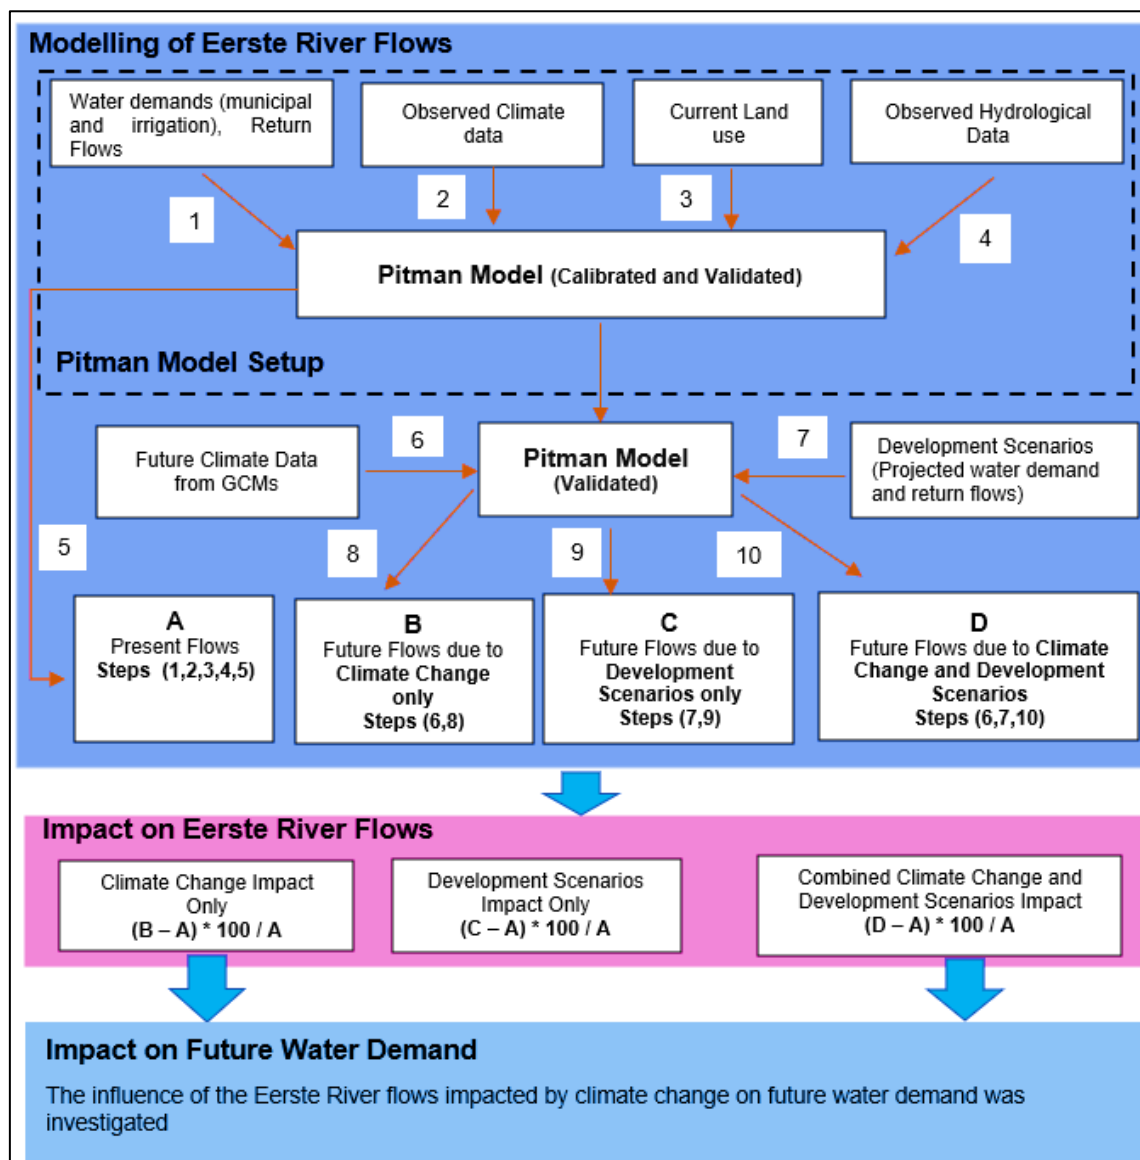 Modelling of Eerste River Flows
Water demands (municipal
and irrigation), Return
Flows
Observed Climate
data
Current Land
use
Observed Hydrological
Data
1
2
3
4
Pitman Model (Calibrated and Validated)
Pitman Model Setup
Future Climate Data
from GCMs
6
Pitman Model
(Validated)
7
Development Scenarios
(Projected water demand
and return flows)
5
8
9
10
A
Present Flows
Steps (1,2,3,4,5)
B
Future Flows due to
Climate Change
only
Steps (6,8)
C
Future Flows due to
Development
Scenarios only
Steps (7,9)
D
Future Flows due to Climate
Change and Development
Scenarios
Steps (6,7,10)
Impact on Eerste River Flows
Climate Change Impact
Only
(B – A) * 100 / A
Development Scenarios
Impact Only
(C – A) * 100 / A
Combined Climate Change and
Development Scenarios Impact
(D – A) * 100 / A
Impact on Future Water Demand
The influence of the Eerste River flows impacted by climate change on future water demand was
investigated